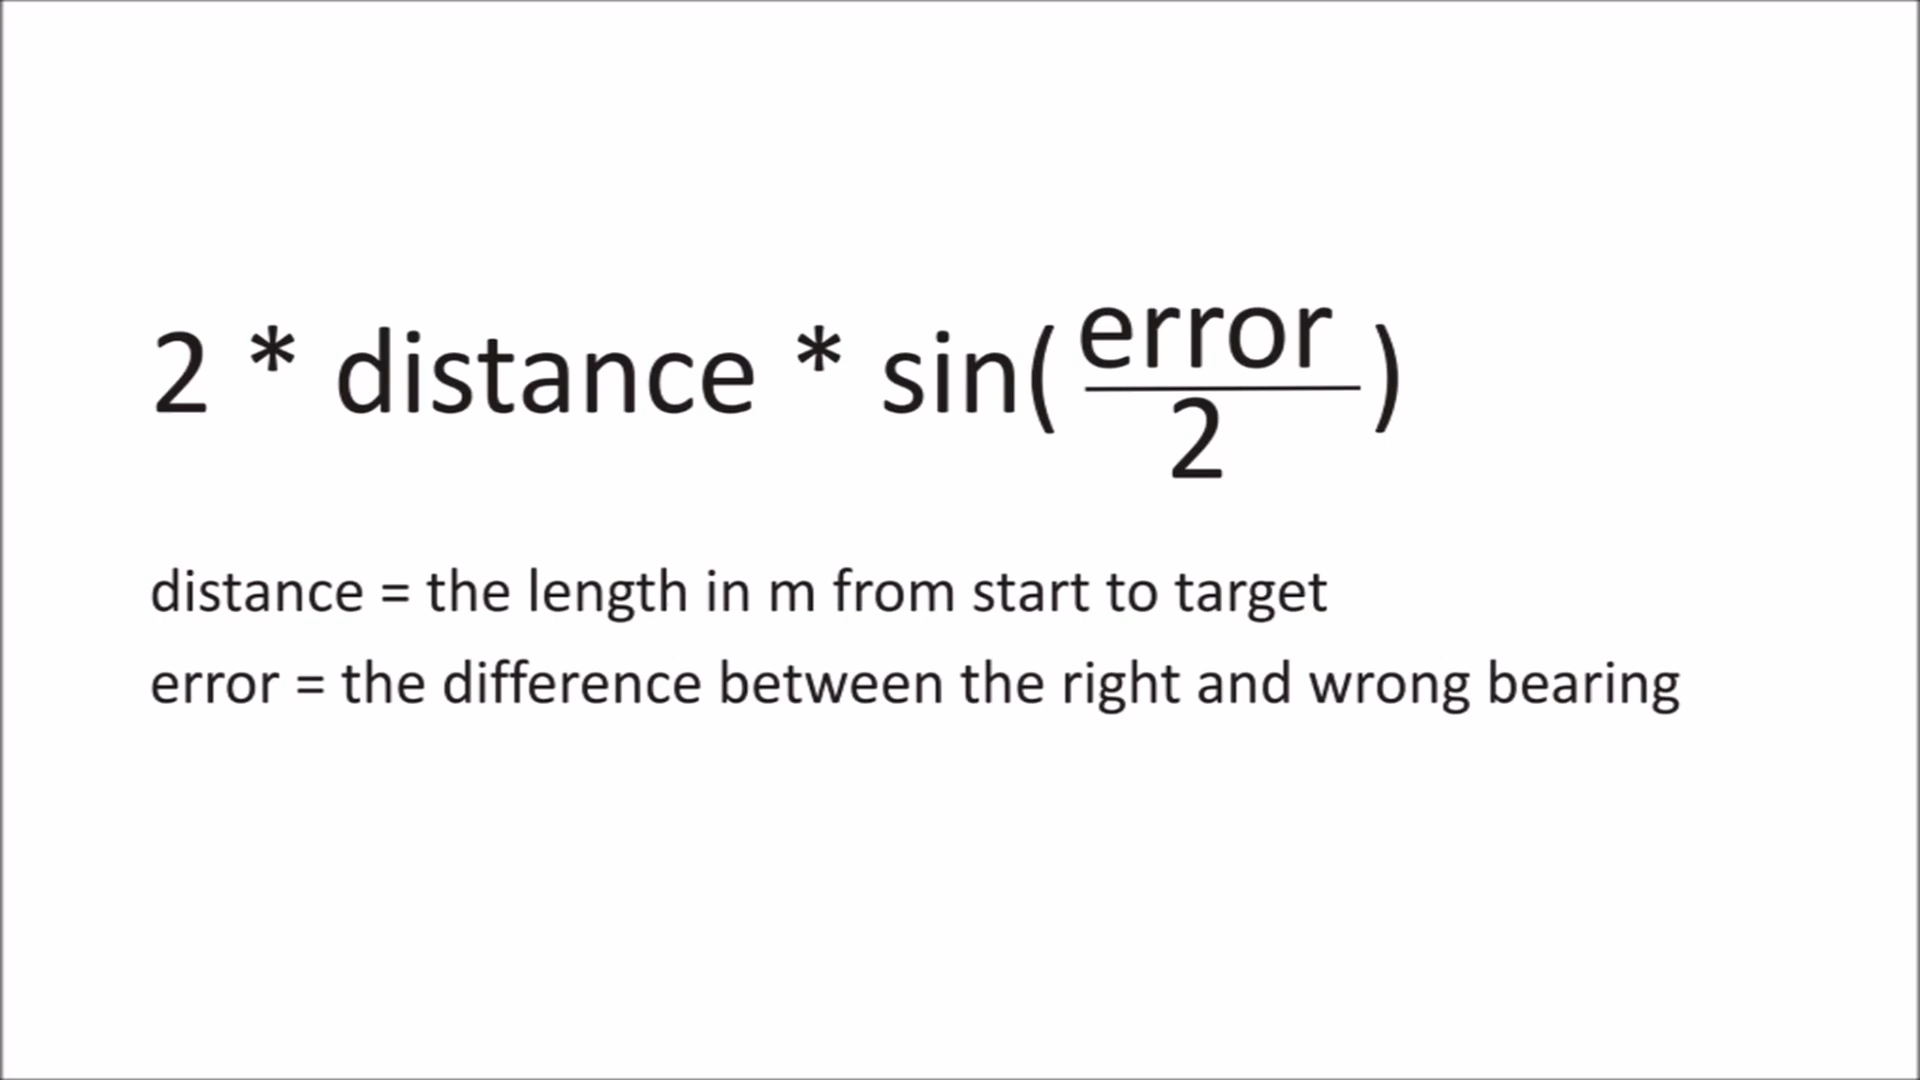 2 * distance * sin(error/2)
distance = the length in m from start to target
error = the difference between the right and wrong bearing